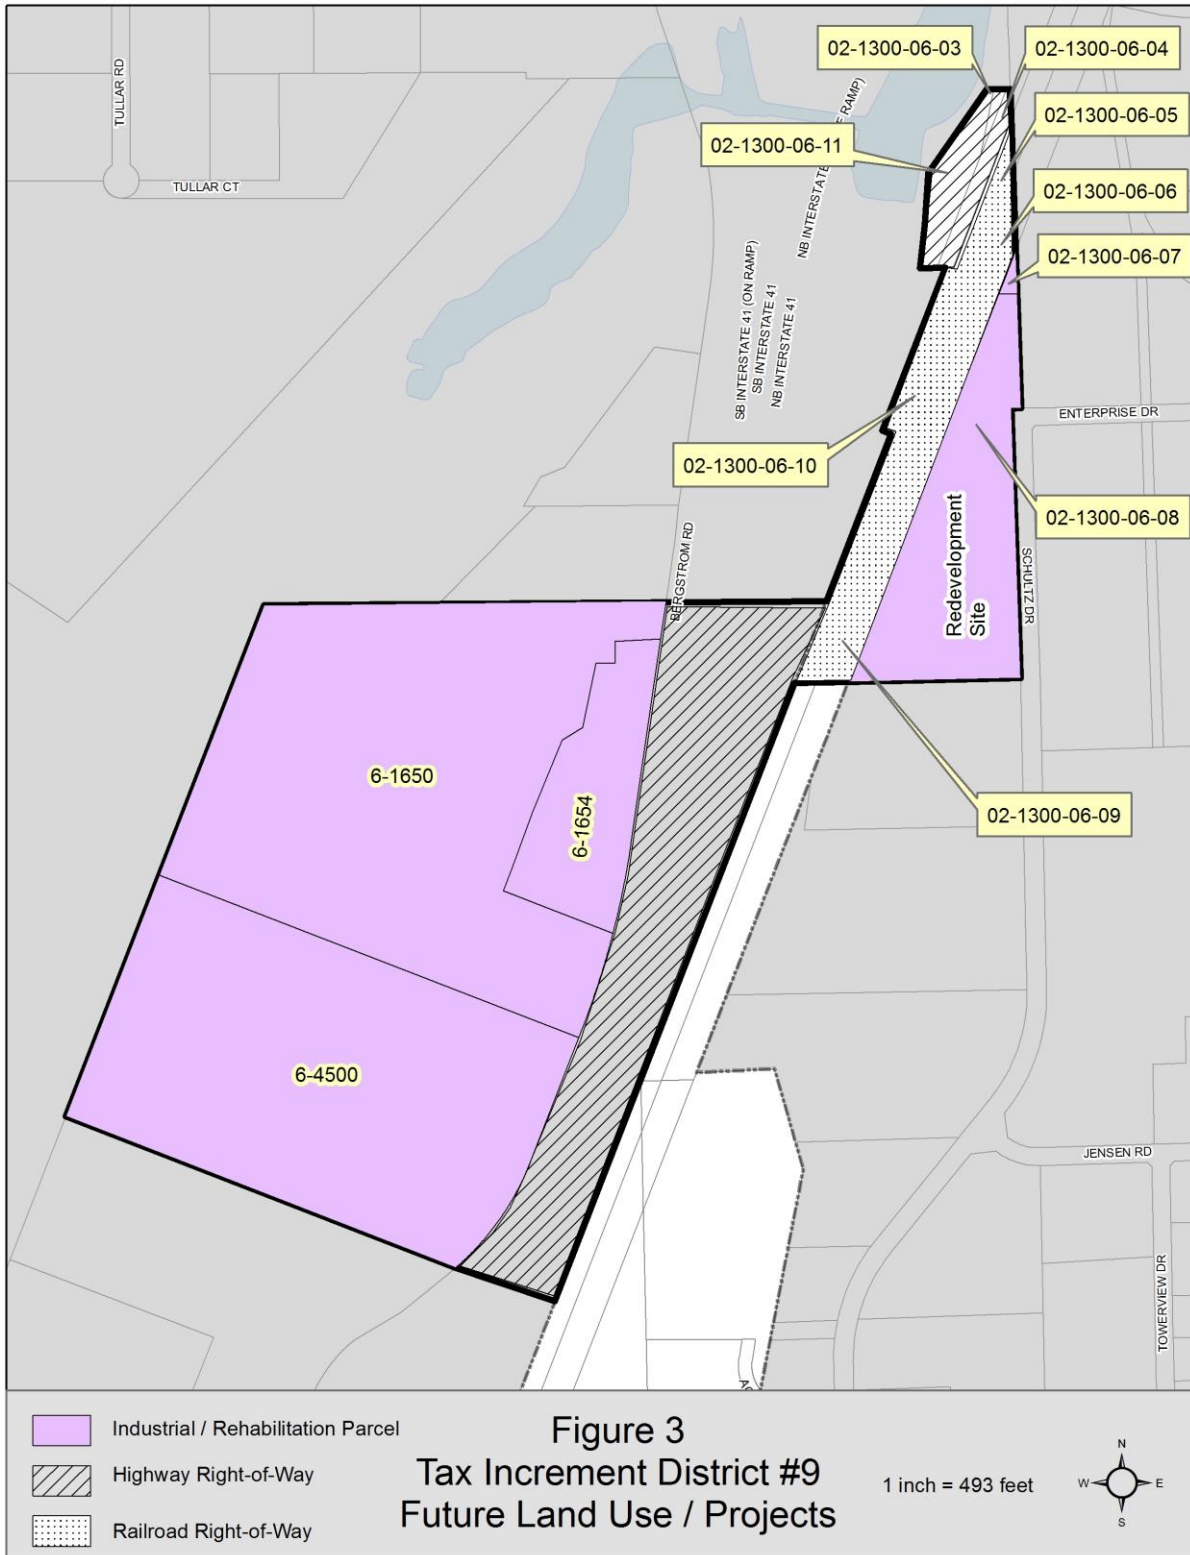 TULLAR RD
TULLAR CT
02-1300-06-03
02-1300-06-04
02-1300-06-05
02-1300-06-11
02-1300-06-06
02-1300-06-07
NB INTERSTATE RAMP)
SB INTERSTATE 41 (ON RAMP)
SB INTERSTATE 41
NB INTERSTATE 41
ENTERPRISE DR
02-1300-06-10
02-1300-06-08
Redevelopment
Site
SCHULTZ DR
BERGSTROM RD
6-1650
6-1654
02-1300-06-09
6-4500
JENSEN RD
TOWERVIEW DR
Industrial / Rehabilitation Parcel
Highway Right-of-Way
Railroad Right-of-Way
Figure 3
Tax Increment District #9
Future Land Use / Projects
1 inch = 493 feet
N
W
E
S